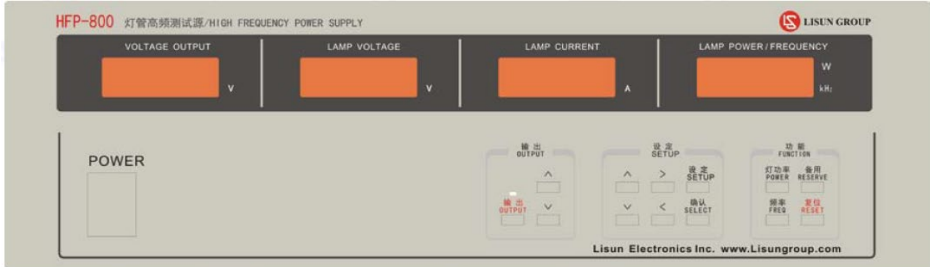 HFP-800 灯管高频测试源/HIGH FREQUENCY POWER SUPPLY
LISUN GROUP
VOLTAGE OUTPUT
LAMP VOLTAGE
LAMP CURRENT
LAMP POWER/FREQUENCY
V
V
A
W
kHz
POWER
输出
OUTPUT
输出
OUTPUT
设定
SETUP
设定
SETUP
确认
SELECT
功能
FUNCTION
灯功率
POWER
备用
RESERVE
频率
FREQ
复位
RESET
Lisun Electronics Inc. www.Lisungroup.com